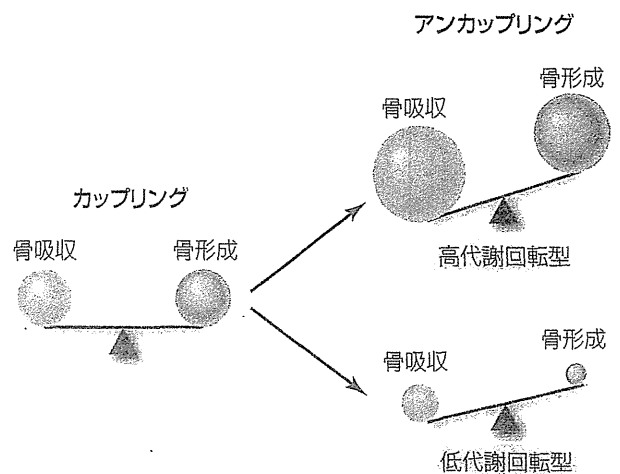 アンカップリング
骨形成
骨吸収
カップリング
骨吸収
骨形成
高代謝回転型
骨形成
骨吸収
低代謝回転型